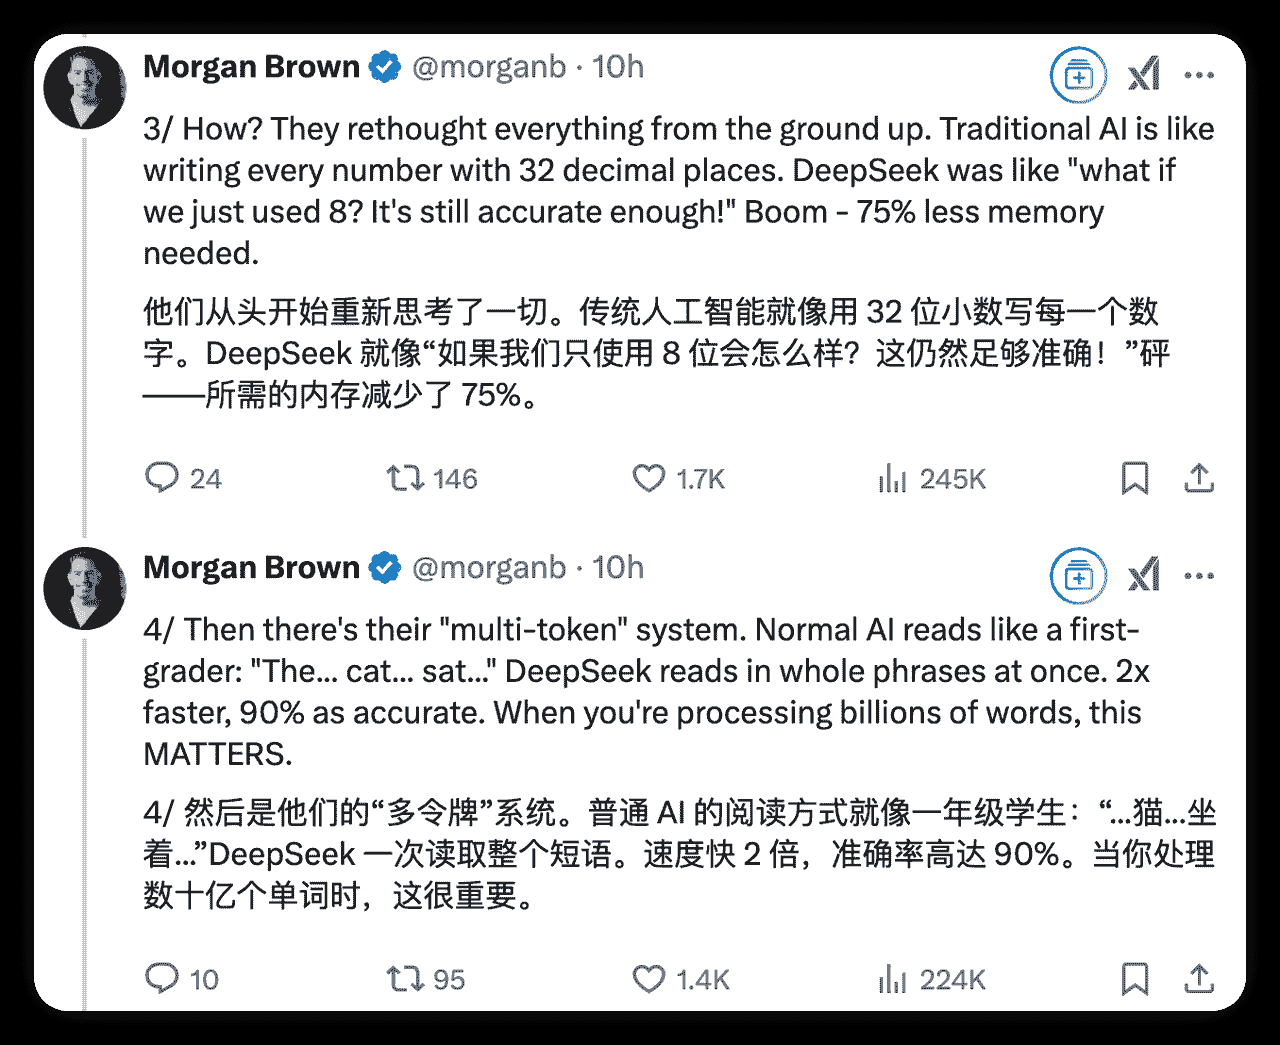 Morgan Brown @morganb · 10h
3/ How? They rethought everything from the ground up. Traditional AI is like
writing every number with 32 decimal places. DeepSeek was like "what if
we just used 8? It's still accurate enough!" Boom - 75% less memory
needed.
他们从头开始重新思考了一切。传统人工智能就像用 32 位小数写每一个数
字。DeepSeek 就像“如果我们只使用 8 位会怎么样？这仍然足够准确！”砰
——所需的内存减少了 75%。
24 146 1.7K 245K
Morgan Brown @morganb · 10h
4/ Then there's their "multi-token" system. Normal AI reads like a first-
grader: "The... cat... sat..." DeepSeek reads in whole phrases at once. 2x
faster, 90% as accurate. When you're processing billions of words, this
MATTERS.
4/ 然后是他们的“多令牌”系统。普通 AI 的阅读方式就像一年级学生：“...猫...坐
着...”DeepSeek 一次读取整个短语。速度快 2 倍，准确率高达 90%。当你处理
数十亿个单词时，这很重要。
10 95 1.4K 224K